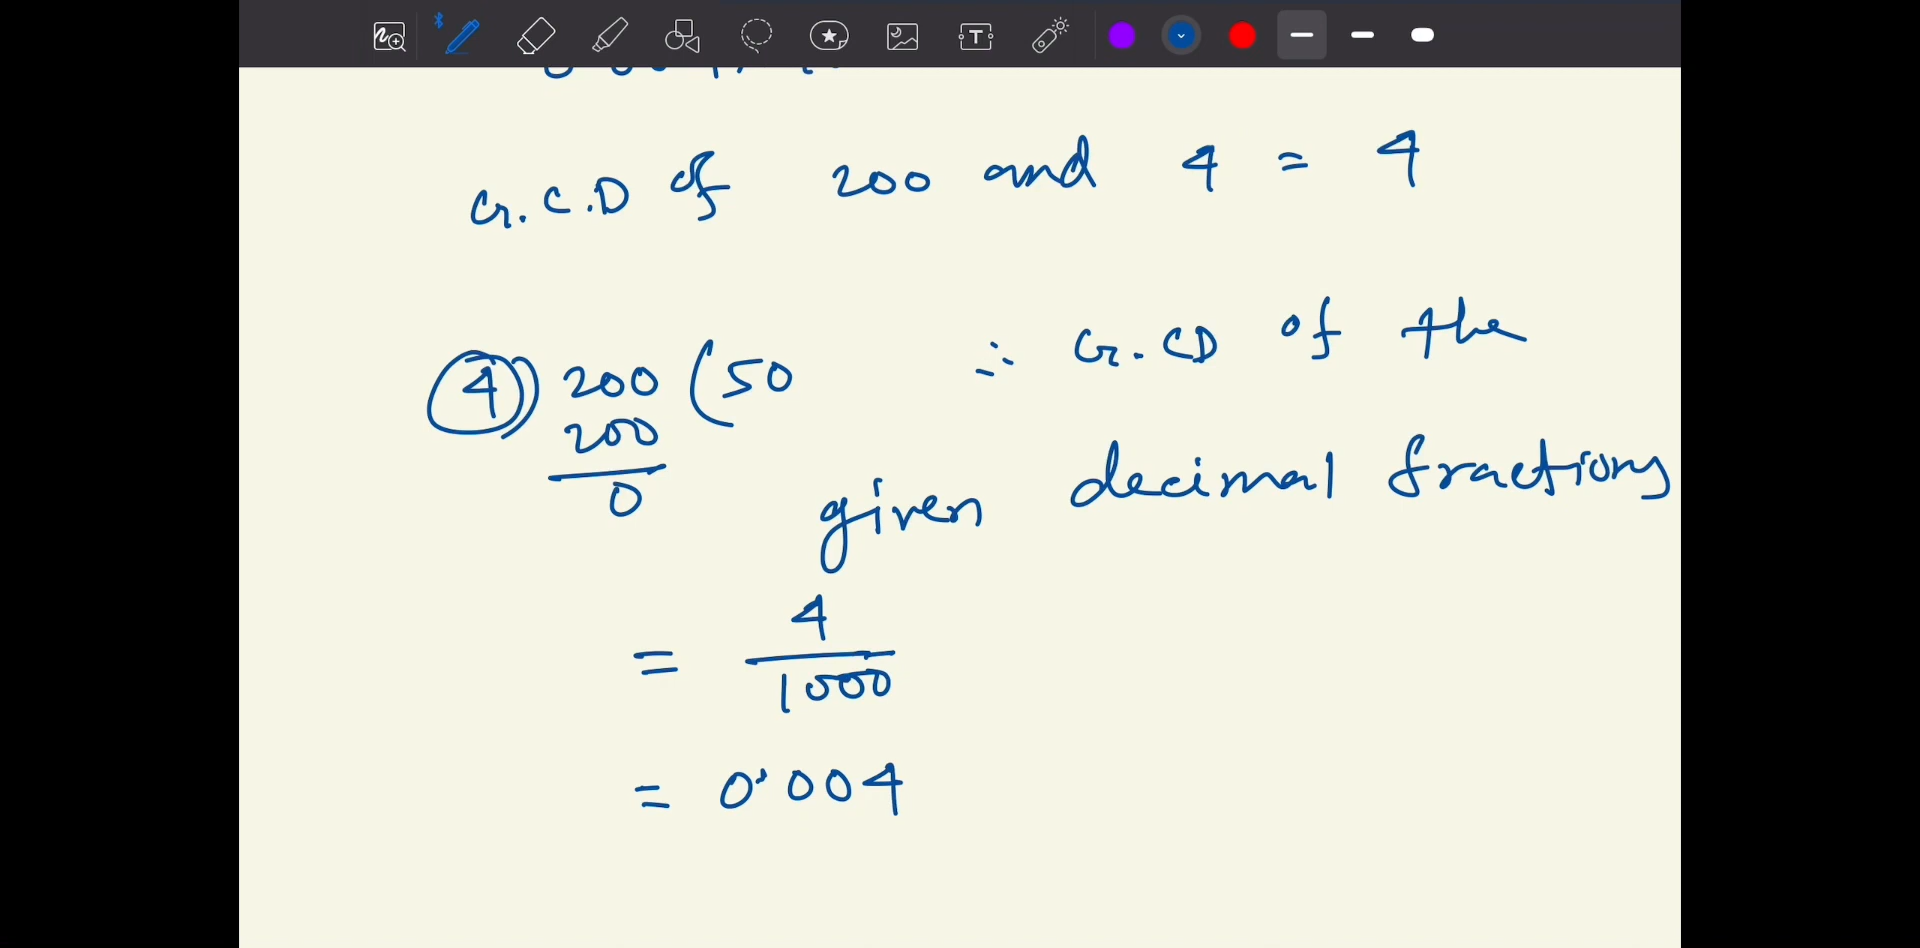 G.C.D of 200 and 4 = 4
4) 200 (50
200
0
∴ G.CD of the
given decimal fractions
= 4
1000
= 0.004